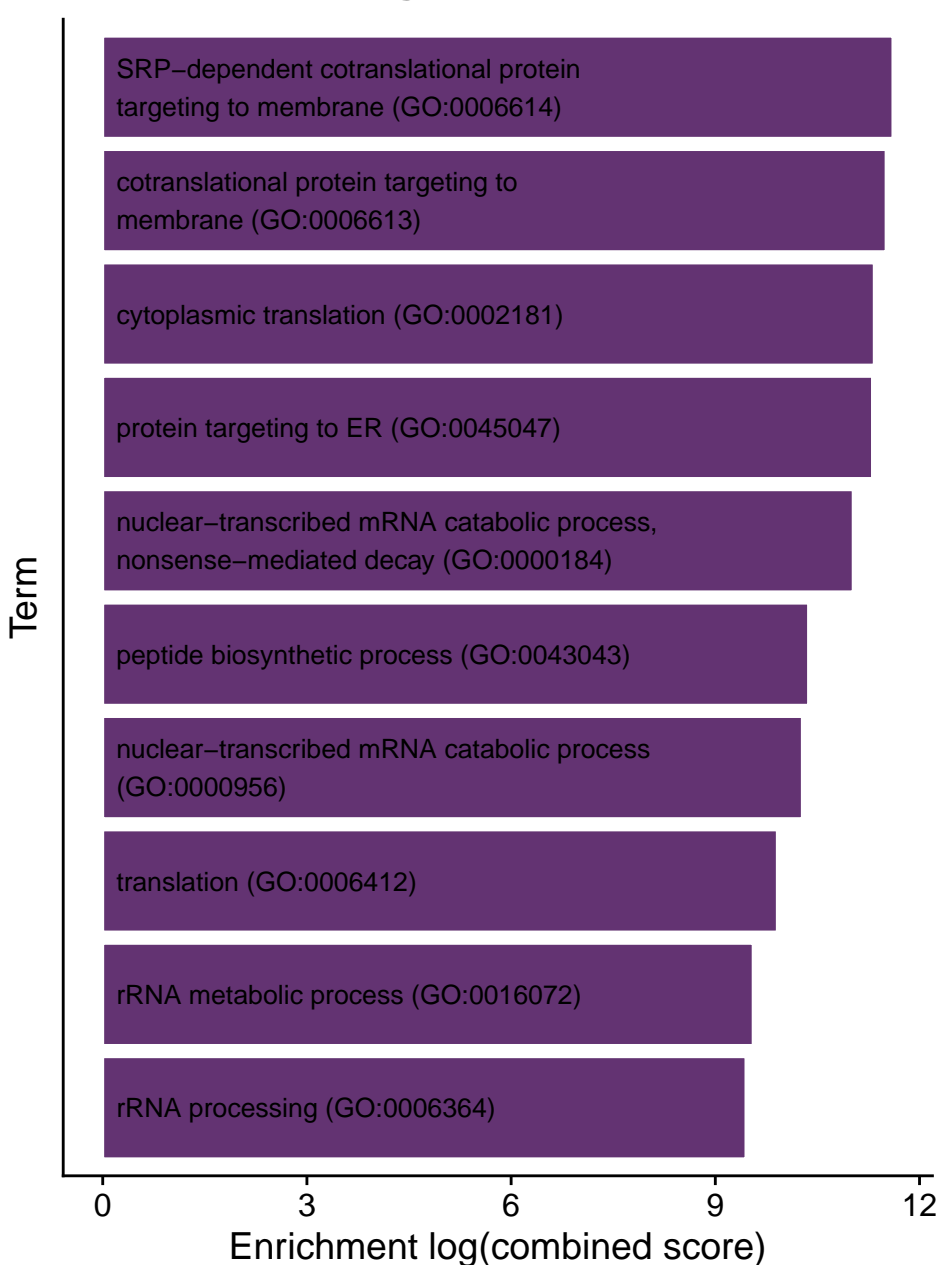 SRP−dependent cotranslational protein
targeting to membrane (GO:0006614)
cotranslational protein targeting to
membrane (GO:0006613)
cytoplasmic translation (GO:0002181)
protein targeting to ER (GO:0045047)
nuclear−transcribed mRNA catabolic process,
nonsense−mediated decay (GO:0000184)
peptide biosynthetic process (GO:0043043)
nuclear−transcribed mRNA catabolic process
(GO:0000956)
translation (GO:0006412)
rRNA metabolic process (GO:0016072)
rRNA processing (GO:0006364)
Term
0 3 6 9 12
Enrichment log(combined score)